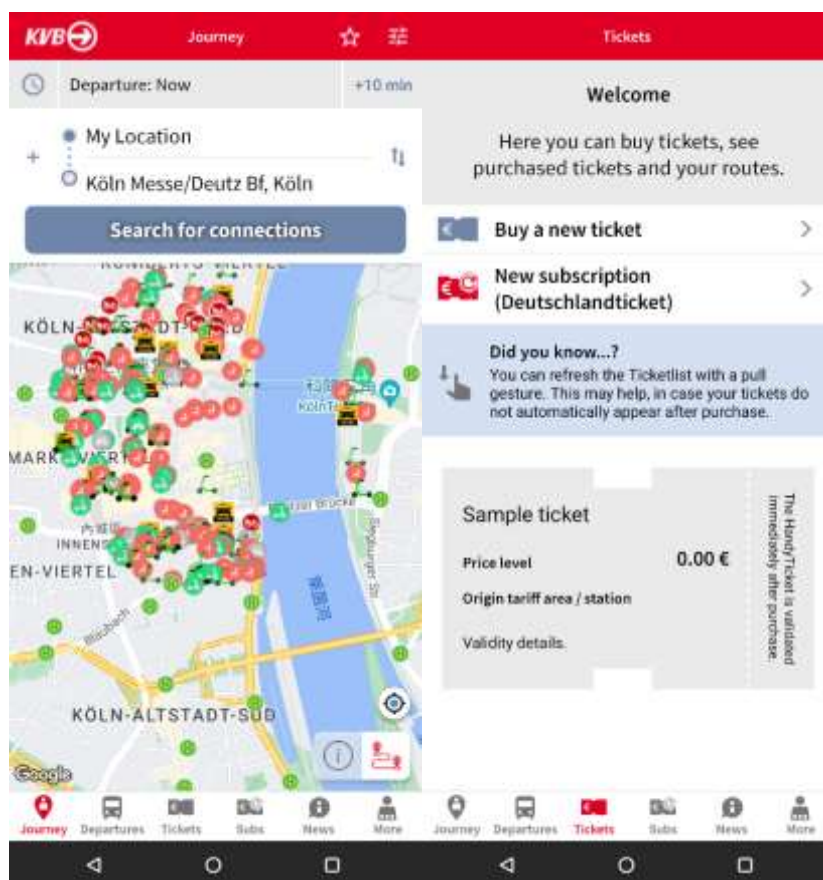 KVB
Journey
Departure: Now
+10 min
My Location
Köln Messe/Deutz Bf, Köln
Search for connections
KÖLN-
MARK
内城区
INNENS
EN-VIERTEL
Blaubach
KÖLN-ALTSTADT-SÜD
Google
Journey
Departures
Tickets
Subs
News
More
Tickets
Welcome
Here you can buy tickets, see
purchased tickets and your routes.
Buy a new ticket
New subscription
(Deutschlandticket)
Did you know...?
You can refresh the Ticketlist with a pull
gesture. This may help, in case your tickets do
not automatically appear after purchase.
Sample ticket
Price level
0.00 €
Origin tariff area / station
Validity details.
The HandyTicket is validated
immediately after purchase.
Journey
Departures
Tickets
Subs
News
More